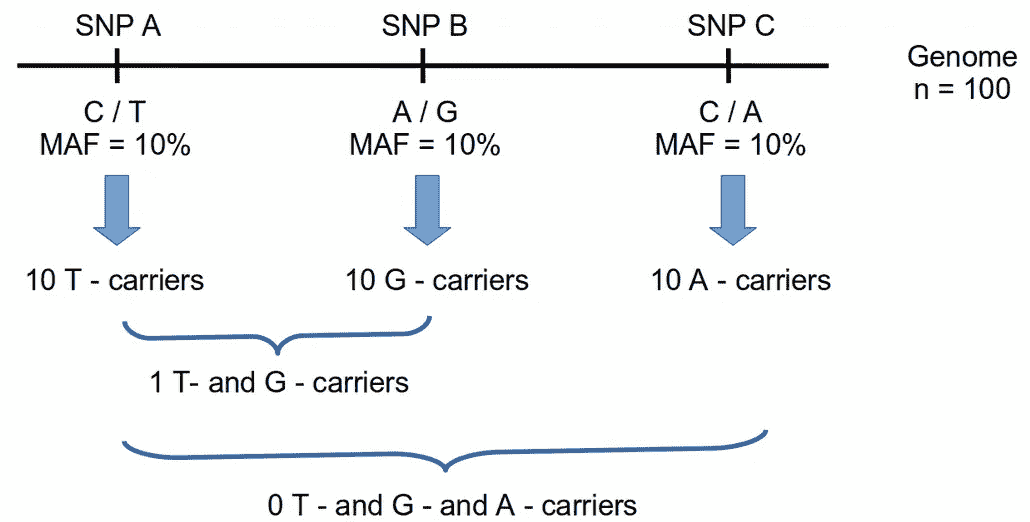 SNP A
SNP B
SNP C
Genome
n = 100
C / T
MAF = 10%
A / G
MAF = 10%
C / A
MAF = 10%
10 T - carriers
10 G - carriers
10 A - carriers
1 T- and G - carriers
0 T - and G - and A - carriers